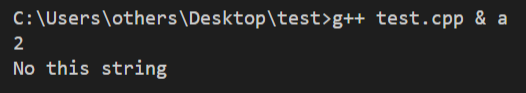 C:\Users\others\Desktop\test>g++ test.cpp & a
2
No this string